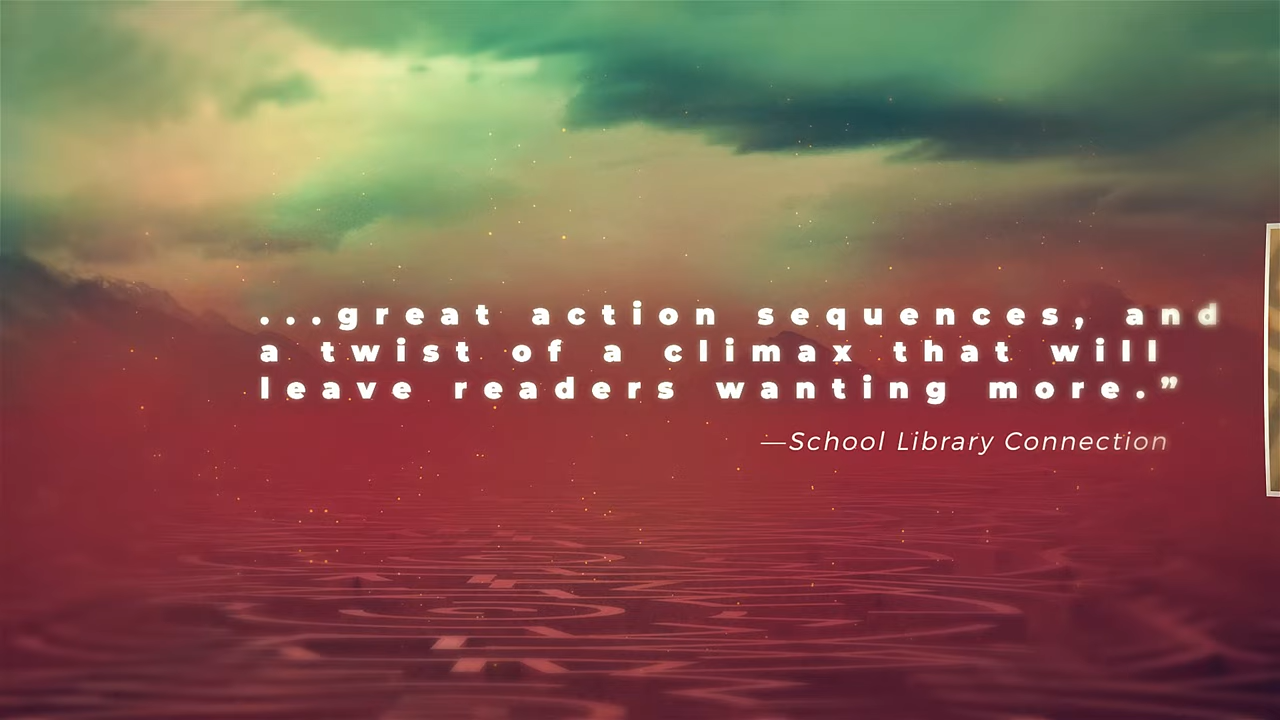 ...great action sequences, and
a twist of a climax that will
leave readers wanting more.”
—School Library Connection